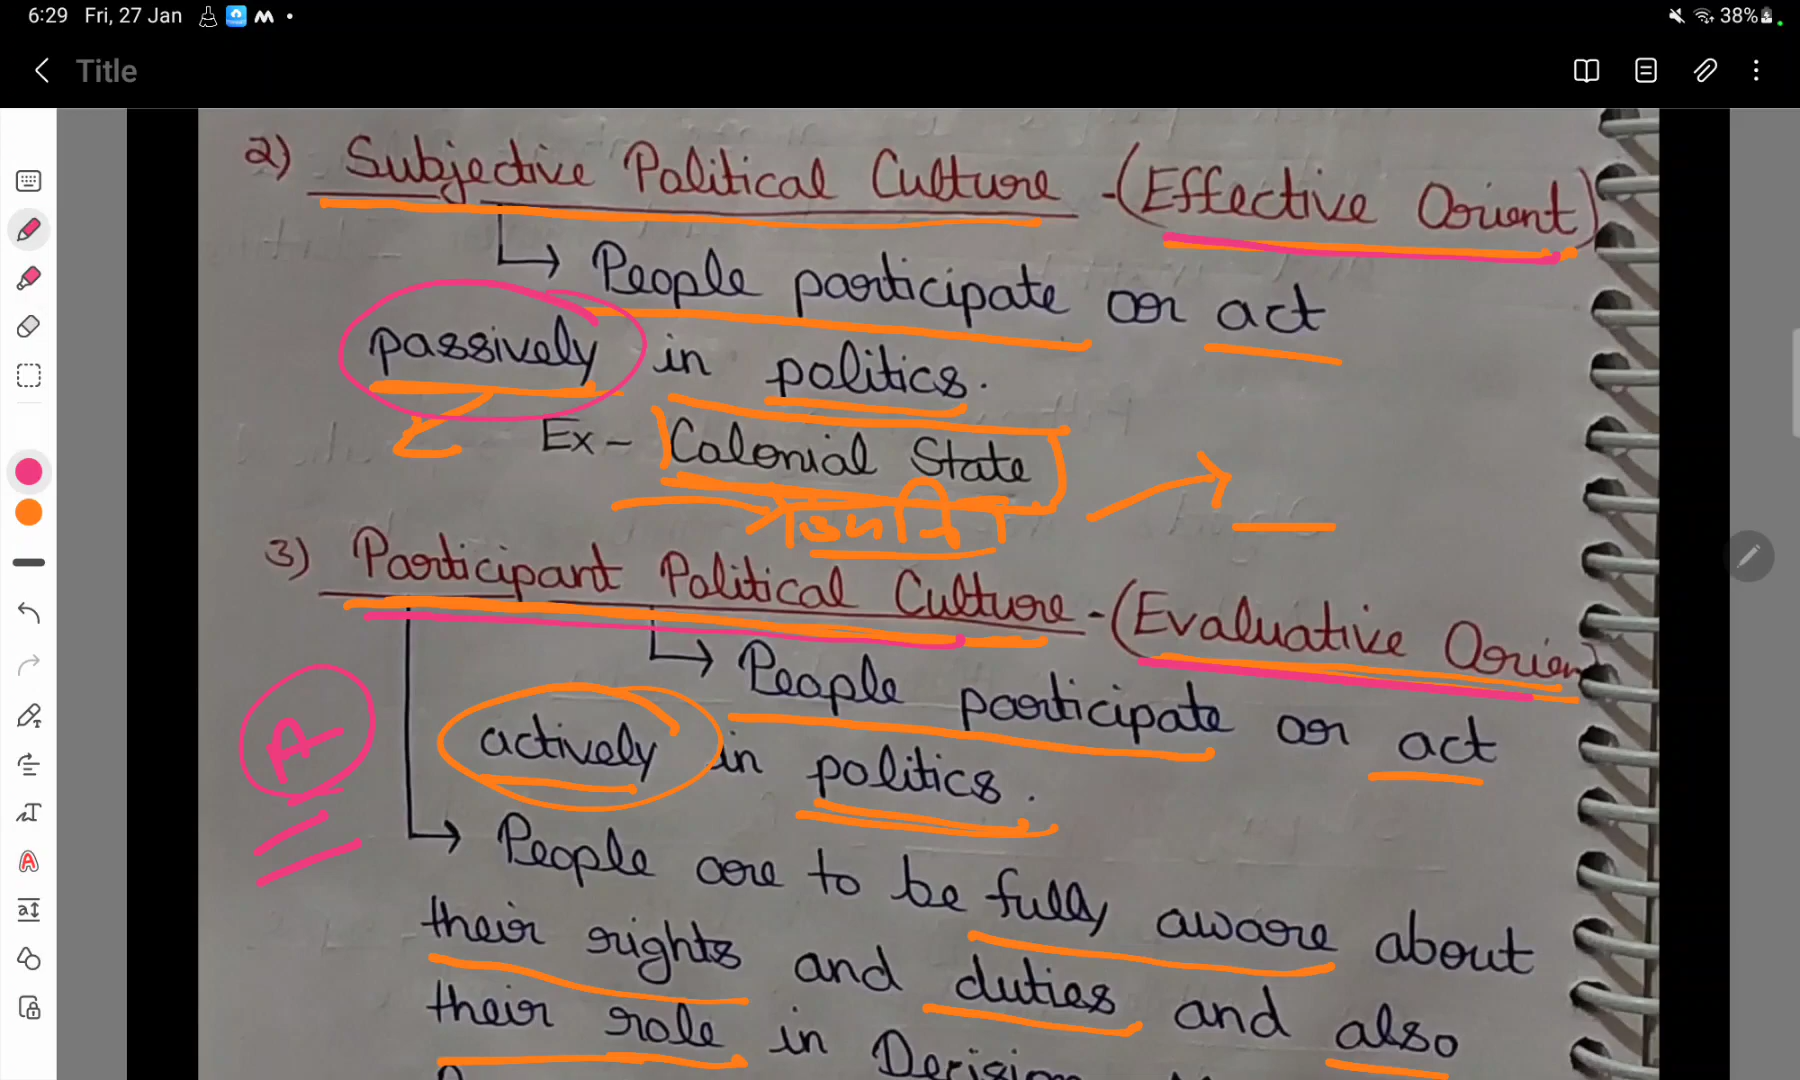 6:29 Fri, 27 Jan 38%
Title
2) Subjective Political Culture - (Effective Orient)
→ People participate or act
passively in politics.
Ex - Colonial State
3) Participant Political Culture - (Evaluative Orien
→ People participate or act
A
actively in politics.
→ People are to be fully aware about
their rights and duties and also
their role in Decision